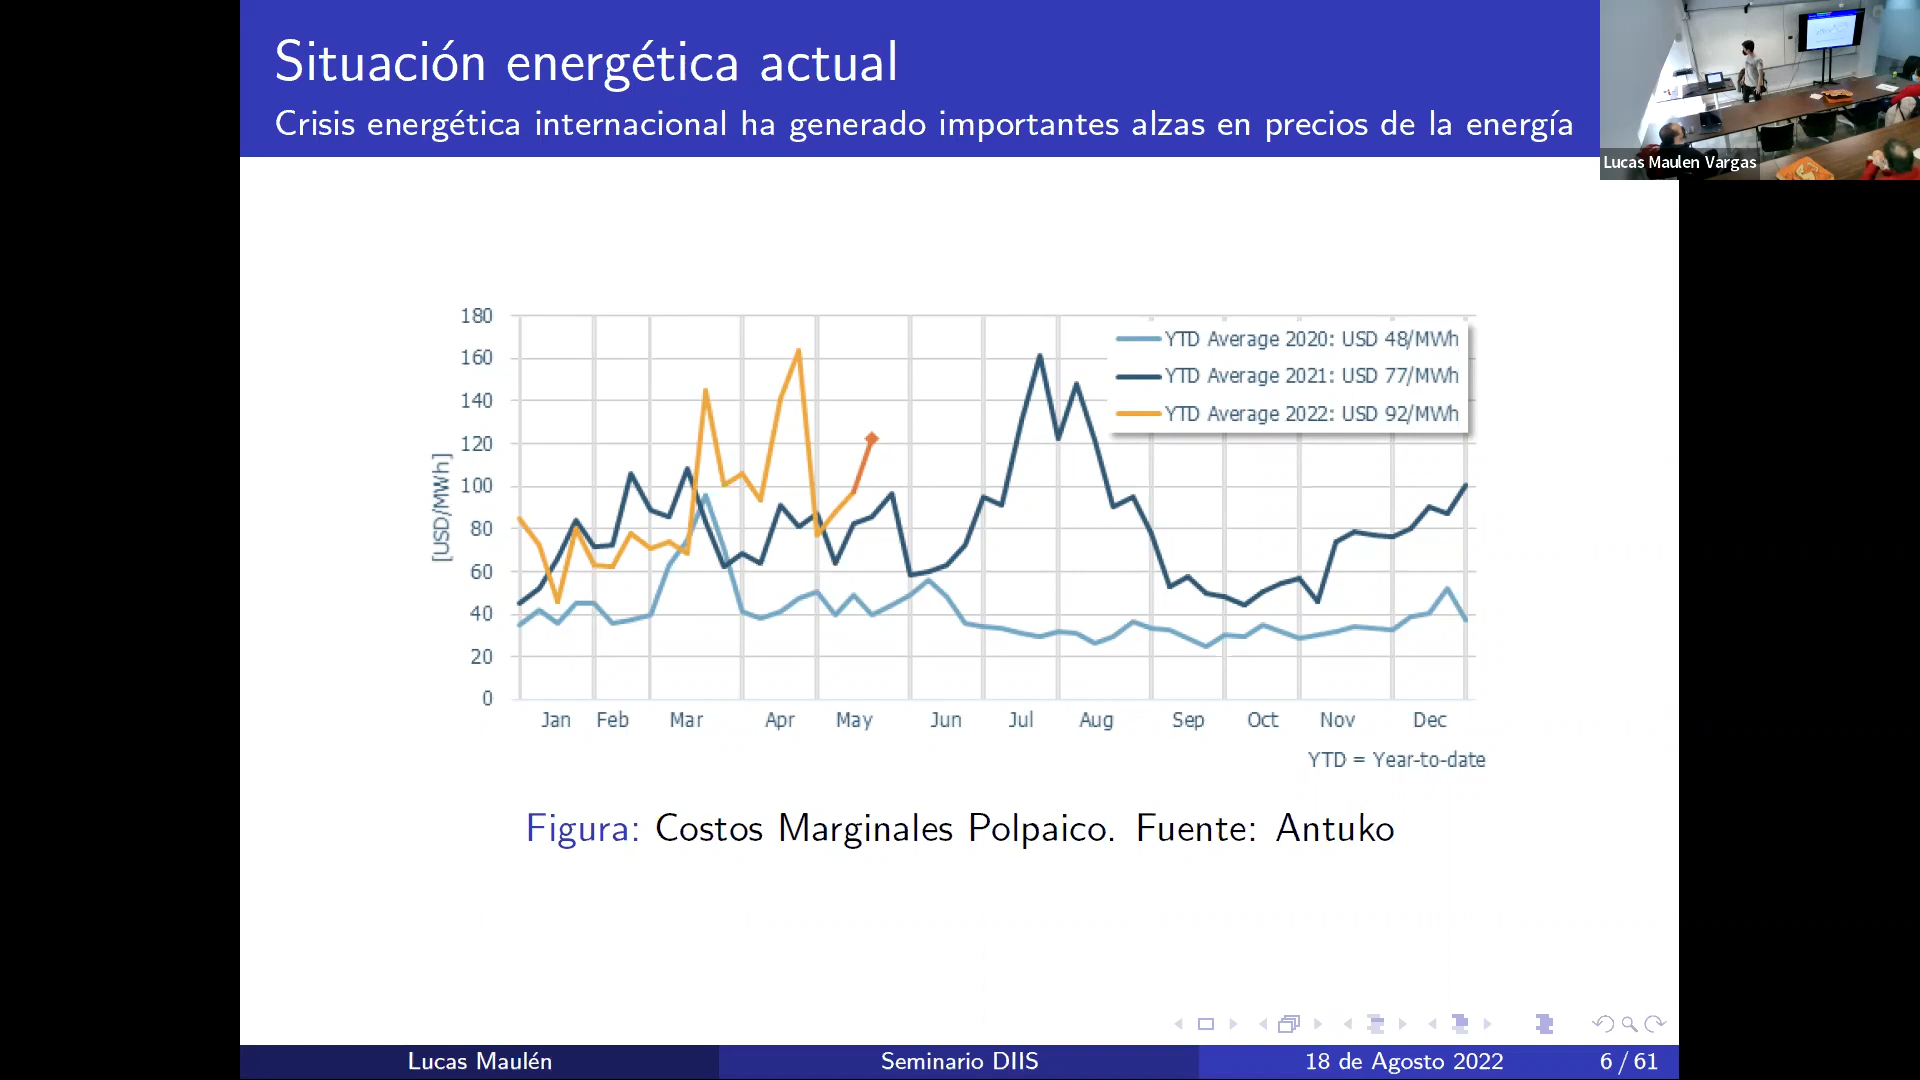 Situación energética actual
Crisis energética internacional ha generado importantes alzas en precios de la energía
Lucas Maulen Vargas
180
160
140
120
100
80
60
40
20
0
[USD/MWh]
YTD Average 2020: USD 48/MWh
YTD Average 2021: USD 77/MWh
YTD Average 2022: USD 92/MWh
Jan Feb Mar Apr May Jun Jul Aug Sep Oct Nov Dec
YTD = Year-to-date
Figura: Costos Marginales Polpaico. Fuente: Antuko
Lucas Maulén Seminario DIIS 18 de Agosto 2022 6 / 61